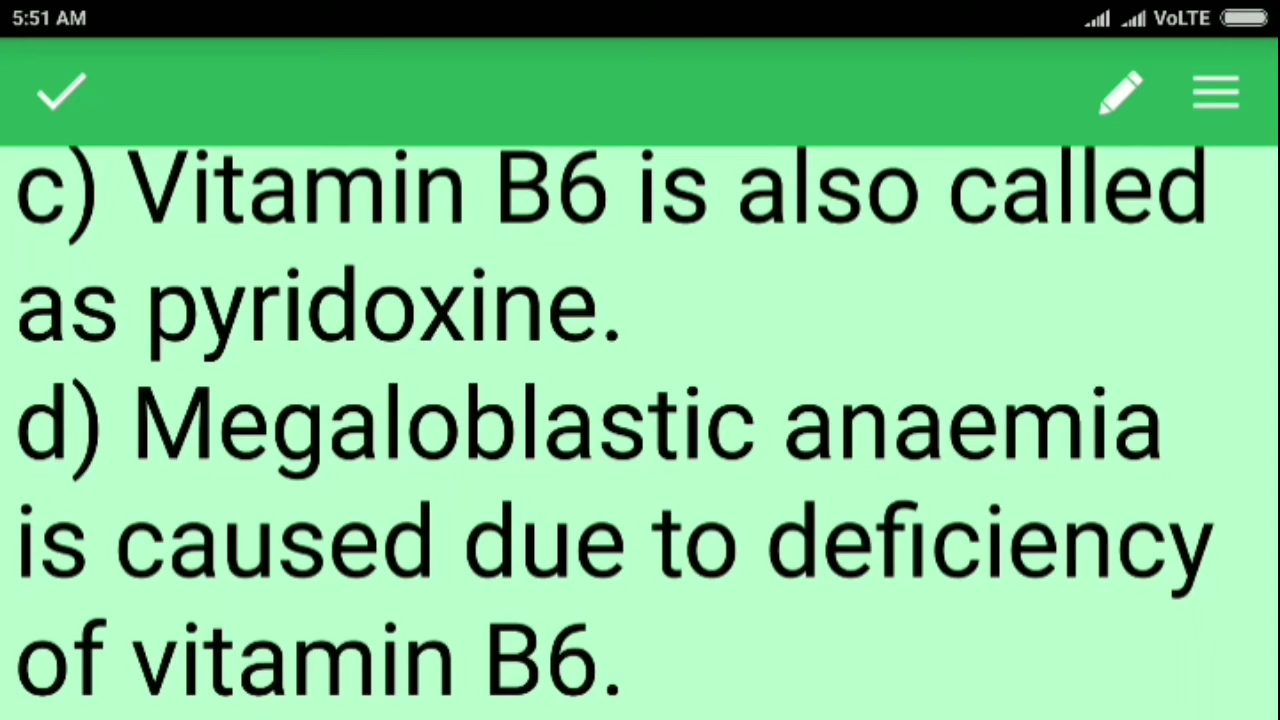 5:51 AM VoLTE
c) Vitamin B6 is also called
as pyridoxine.
d) Megaloblastic anaemia
is caused due to deficiency
of vitamin B6.